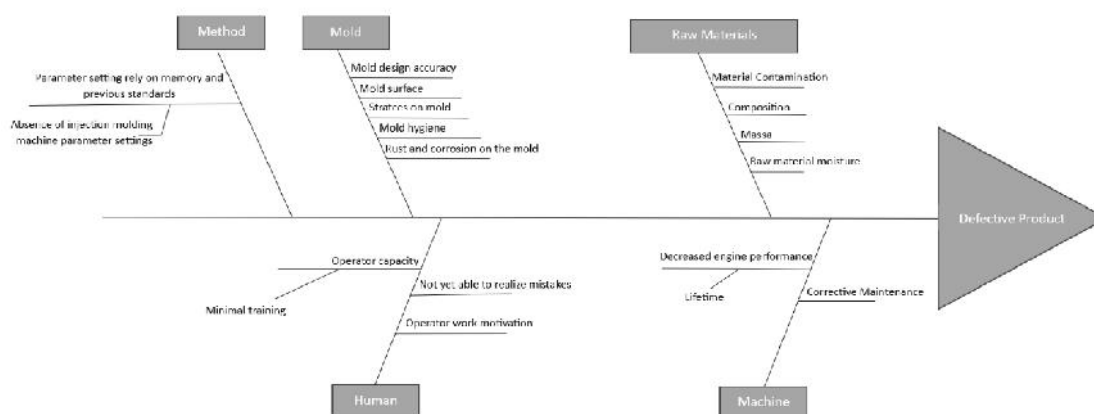 Method
Mold
Raw Materials
Parameter setting rely on memory and
previous standards
Absence of injection molding
machine parameter settings
Mold design accuracy
Mold surface
Stratces on mold
Mold hygiene
Rust and corrosion on the mold
Material Contamination
Composition
Massa
Raw material moisture
Defective Product
Operator capacity
Minimal training
Not yet able to realize mistakes
Operator work motivation
Decreased engine performance
Lifetime
Corrective Maintenance
Human
Machine